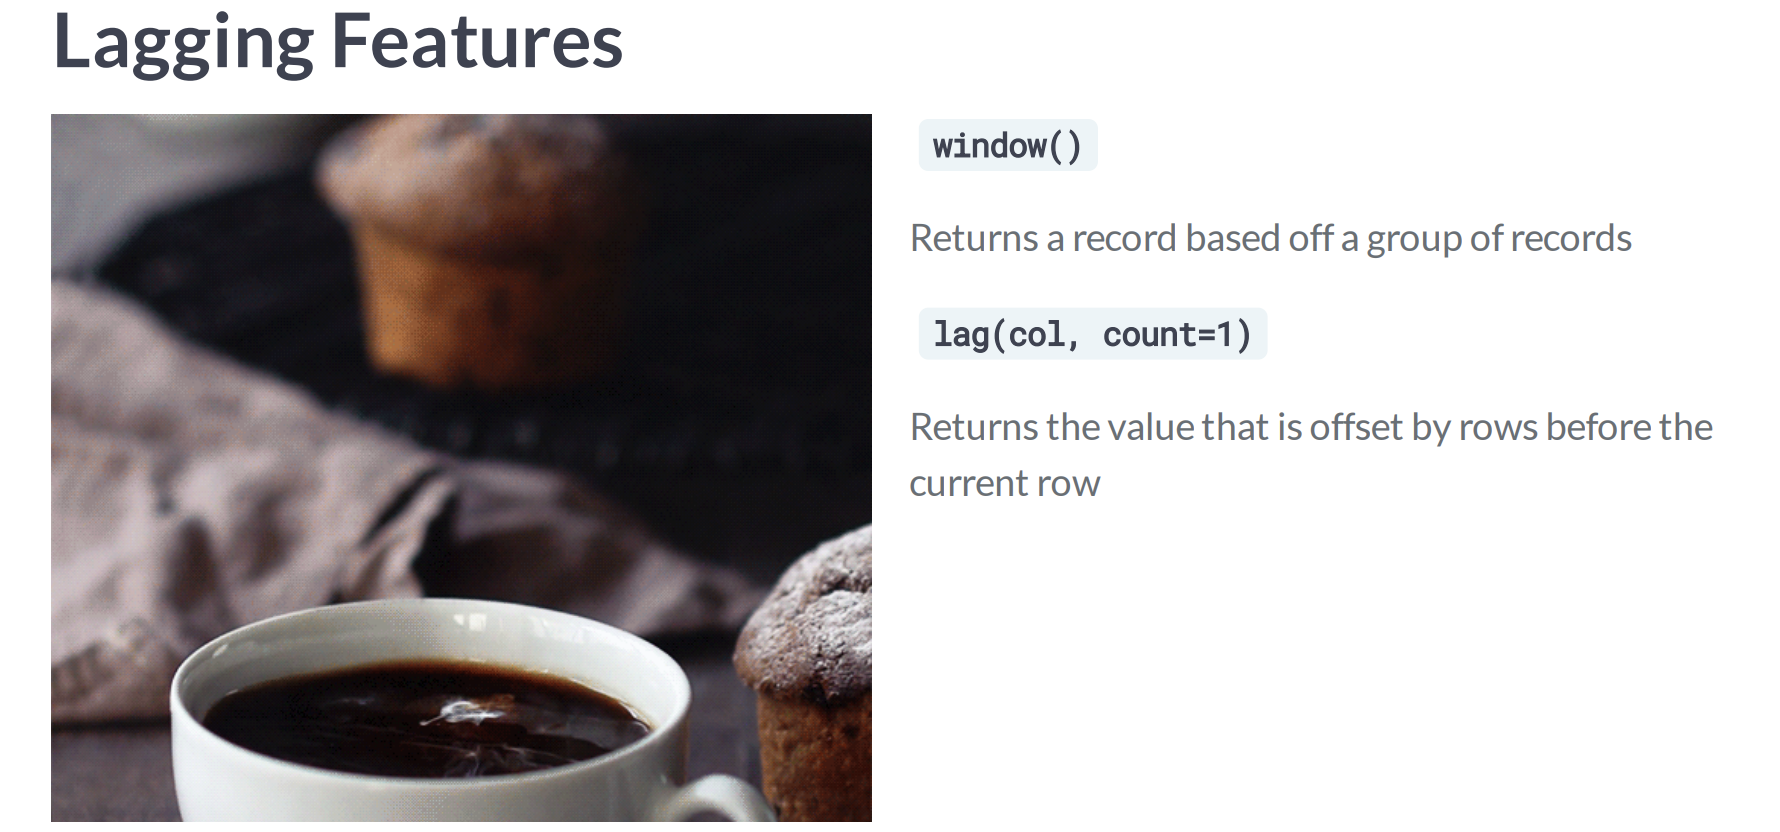 Lagging Features
window()
Returns a record based off a group of records
lag(col, count=1)
Returns the value that is offset by rows before the
current row